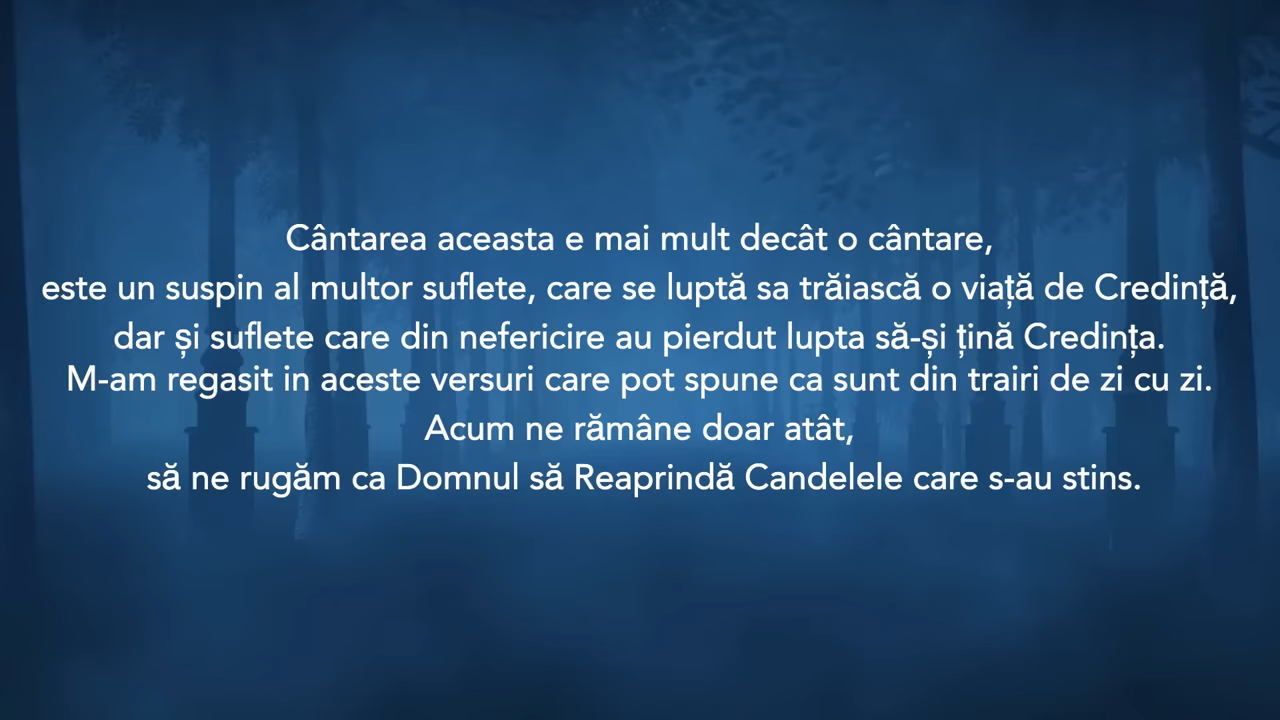 Cântarea aceasta e mai mult decât o cântare,
este un suspin al multor suflete, care se luptă sa trăiască o viață de Credință,
dar și suflete care din nefericire au pierdut lupta să-și țină Credința.
M-am regasit in aceste versuri care pot spune ca sunt din trairi de zi cu zi.
Acum ne rămâne doar atât,
să ne rugăm ca Domnul să Reaprindă Candelele care s-au stins.